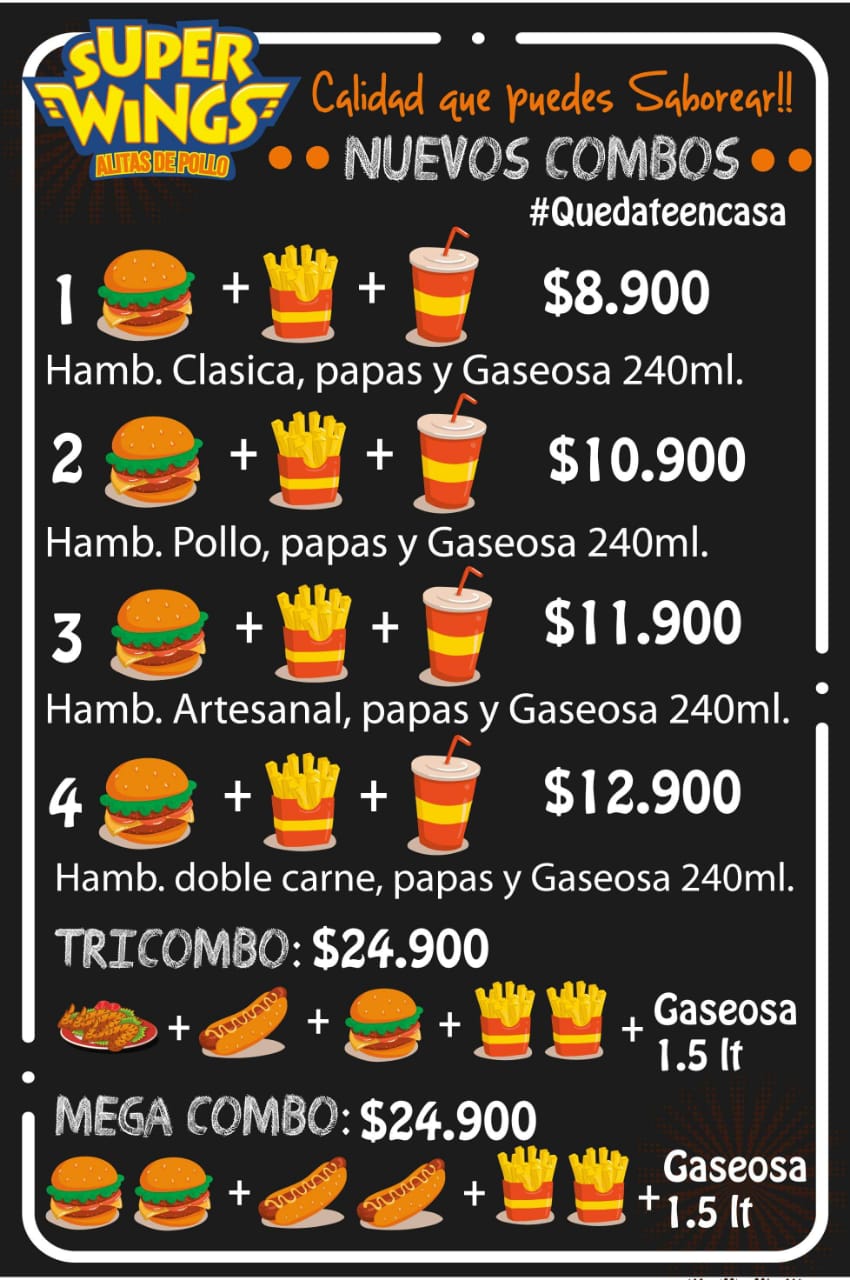 SUPER
WINGS
ALITAS DE POLLO
Calidad que puedes Saborear!!
NUEVOS COMBOS
#Quedateencasa
1 + + $8.900
Hamb. Clasica, papas y Gaseosa 240ml.
2 + + $10.900
Hamb. Pollo, papas y Gaseosa 240ml.
3 + + $11.900
Hamb. Artesanal, papas y Gaseosa 240ml.
4 + + $12.900
Hamb. doble carne, papas y Gaseosa 240ml.
TRICOMBO: $24.900
+ + + + Gaseosa
1.5 lt
MEGA COMBO: $24.900
+ + + Gaseosa
1.5 lt